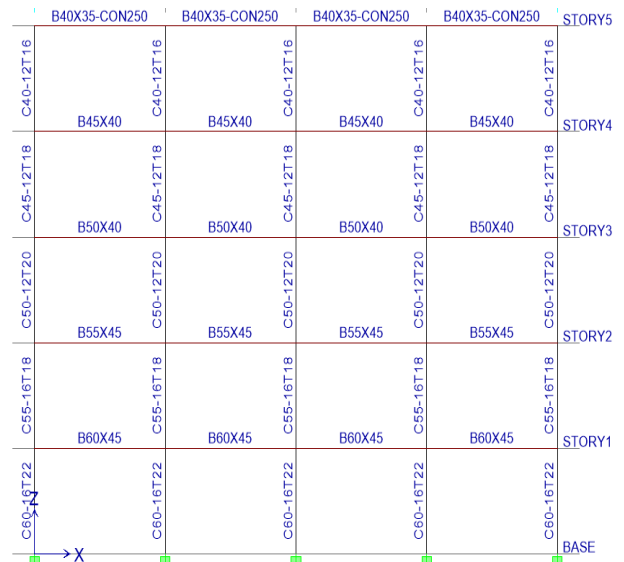 B40X35-CON250 B40X35-CON250 B40X35-CON250 B40X35-CON250
STORY5
C40-12T16 C40-12T16 C40-12T16 C40-12T16 C40-12T16
B45X40 B45X40 B45X40 B45X40
STORY4
C45-12T18 C45-12T18 C45-12T18 C45-12T18 C45-12T18
B50X40 B50X40 B50X40 B50X40
STORY3
C50-12T20 C50-12T20 C50-12T20 C50-12T20 C50-12T20
B55X45 B55X45 B55X45 B55X45
STORY2
C55-16T18 C55-16T18 C55-16T18 C55-16T18 C55-16T18
B60X45 B60X45 B60X45 B60X45
STORY1
C60-16T22 C60-16T22 C60-16T22 C60-16T22 C60-16T22
Z
X
BASE